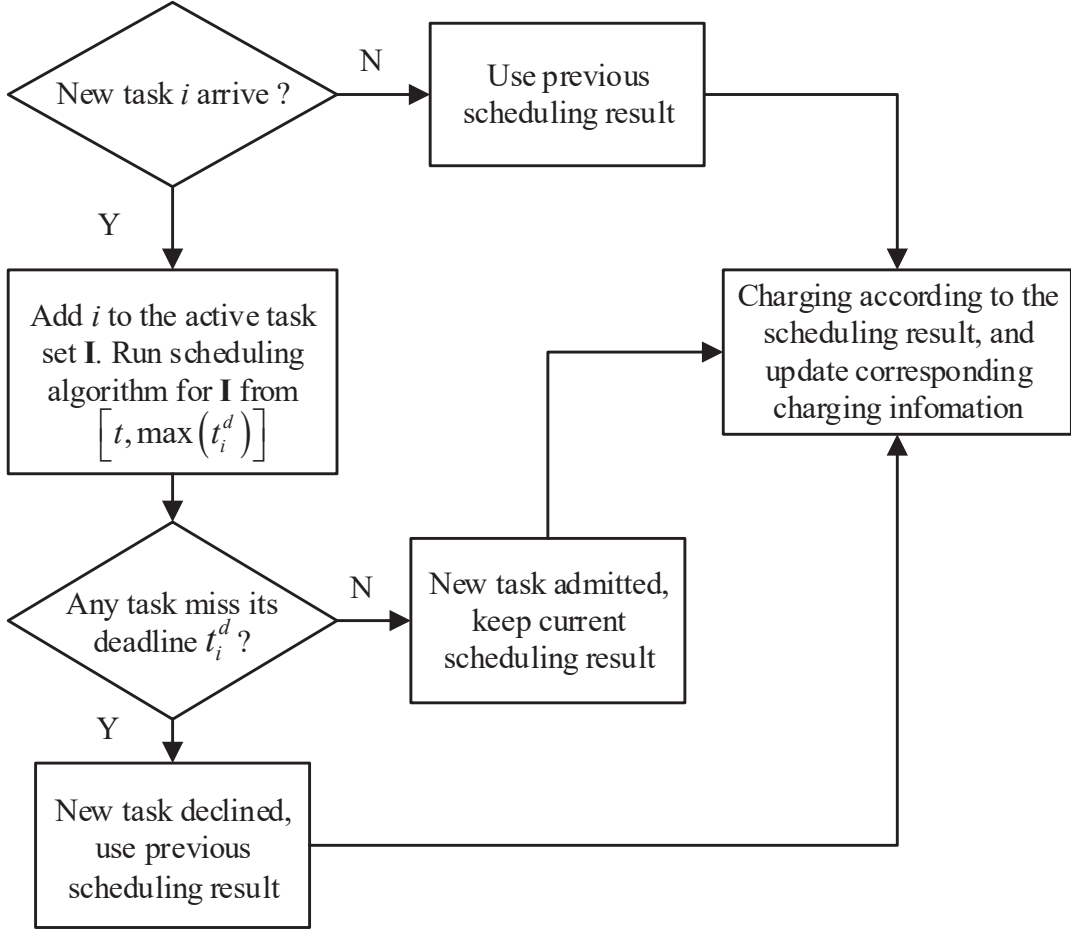 New task i arrive ?
N
Use previous
scheduling result
Y
Add i to the active task
set I. Run scheduling
algorithm for I from
[t, max(t_i^d)]
Charging according to the
scheduling result, and
update corresponding
charging infomation
Any task miss its
deadline t_i^d ?
N
New task admitted,
keep current
scheduling result
Y
New task declined,
use previous
scheduling result